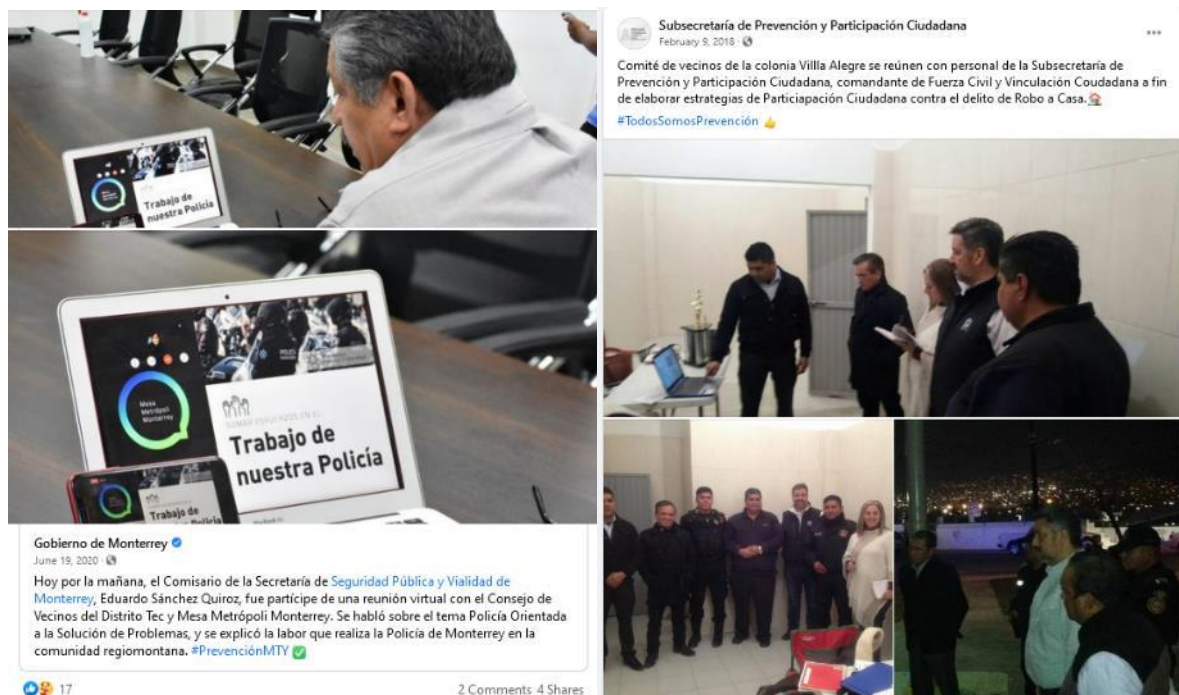 Trabajo de
nuestra Policía
Mesa
Metrópoli
Monterrey
SUMAR ESFUERZOS EN EL
Trabajo de
nuestra Policía
Trabajo de
Gobierno de Monterrey
June 19, 2020
Hoy por la mañana, el Comisario de la Secretaría de Seguridad Pública y Vialidad de
Monterrey, Eduardo Sánchez Quiroz, fue partícipe de una reunión virtual con el Consejo de
Vecinos del Distrito Tec y Mesa Metrópoli Monterrey. Se habló sobre el tema Policía Orientada
a la Solución de Problemas, y se explicó la labor que realiza la Policía de Monterrey en la
comunidad regiomontana. #PrevenciónMTY
17
2 Comments 4 Shares
Subsecretaría de Prevención y Participación Ciudadana
February 9, 2018
Comité de vecinos de la colonia Villla Alegre se reúnen con personal de la Subsecretaría de
Prevención y Participación Ciudadana, comandante de Fuerza Civil y Vinculación Coudadana a fin
de elaborar estrategias de Particiapación Ciudadana contra el delito de Robo a Casa.
#TodosSomosPrevención